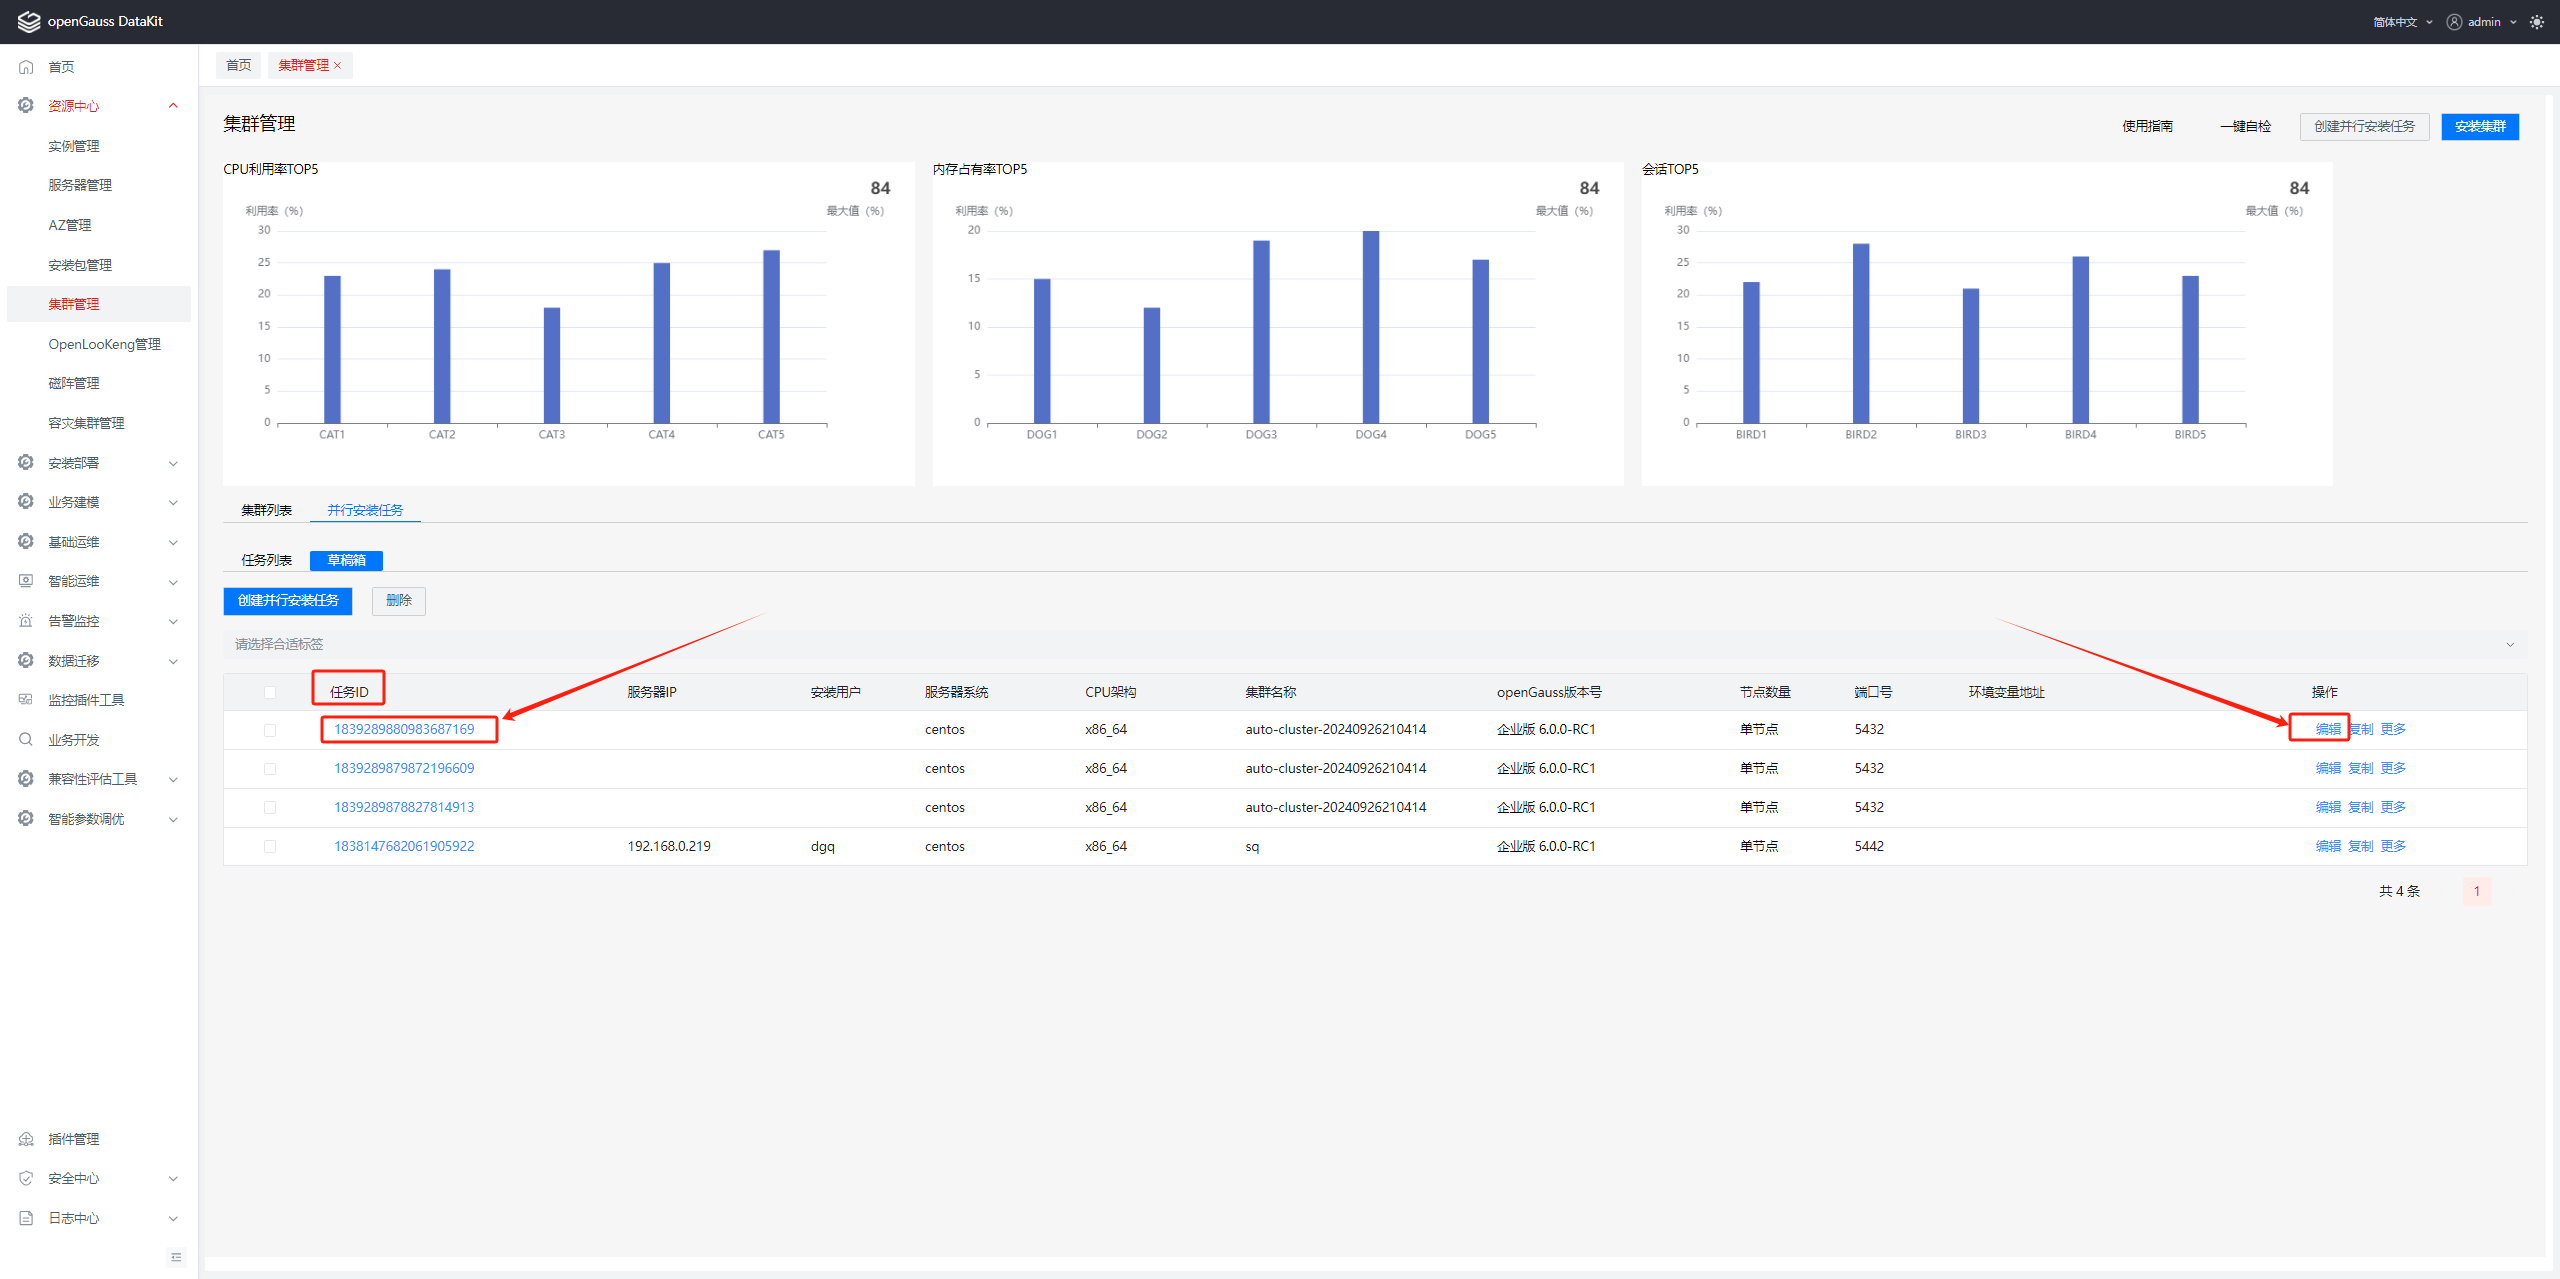 openGauss DataKit
简体中文
admin
首页
资源中心
实例管理
服务器管理
AZ管理
安装包管理
集群管理
OpenLooKeng管理
磁阵管理
容灾集群管理
安装部署
业务建模
基础运维
智能运维
告警监控
数据迁移
监控插件工具
业务开发
兼容性评估工具
智能参数调优
插件管理
安全中心
日志中心
首页 集群管理 ×
集群管理
使用指南 一键自检 创建并行安装任务 安装集群
CPU利用率TOP5
84
利用率（%） 最大值（%）
30
25
20
15
10
5
0
CAT1 CAT2 CAT3 CAT4 CAT5
内存占有率TOP5
84
利用率（%） 最大值（%）
20
15
10
5
0
DOG1 DOG2 DOG3 DOG4 DOG5
会话TOP5
84
利用率（%） 最大值（%）
30
25
20
15
10
5
0
BIRD1 BIRD2 BIRD3 BIRD4 BIRD5
集群列表 并行安装任务
任务列表 草稿箱
创建并行安装任务 删除
请选择合适标签
任务ID 服务器IP 安装用户 服务器系统 CPU架构 集群名称 openGauss版本号 节点数量 端口号 环境变量地址 操作
1839289880983687169 centos x86_64 auto-cluster-20240926210414 企业版 6.0.0-RC1 单节点 5432 编辑 复制 更多
1839289879872196609 centos x86_64 auto-cluster-20240926210414 企业版 6.0.0-RC1 单节点 5432 编辑 复制 更多
1839289878827814913 centos x86_64 auto-cluster-20240926210414 企业版 6.0.0-RC1 单节点 5432 编辑 复制 更多
1838147682061905922 192.168.0.219 dgq centos x86_64 sq 企业版 6.0.0-RC1 单节点 5442 编辑 复制 更多
共 4 条 1